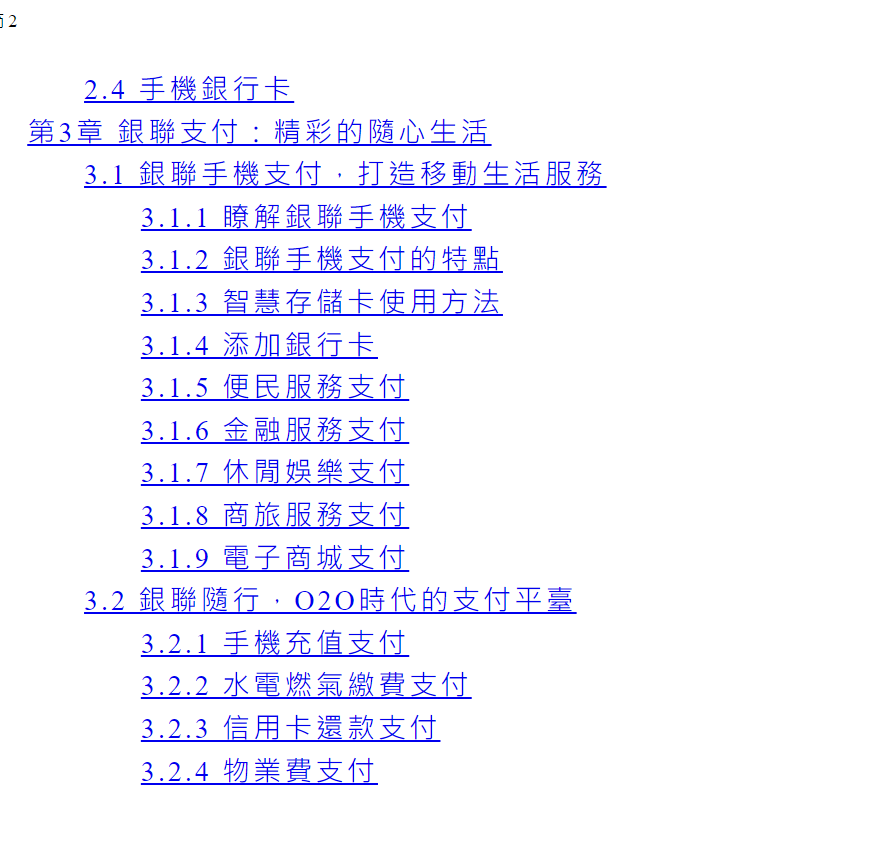 2
2.4 手機銀行卡
第3章 銀聯支付：精彩的隨心生活
3.1 銀聯手機支付，打造移動生活服務
3.1.1 瞭解銀聯手機支付
3.1.2 銀聯手機支付的特點
3.1.3 智慧存儲卡使用方法
3.1.4 添加銀行卡
3.1.5 便民服務支付
3.1.6 金融服務支付
3.1.7 休閒娛樂支付
3.1.8 商旅服務支付
3.1.9 電子商城支付
3.2 銀聯隨行，O2O時代的支付平臺
3.2.1 手機充值支付
3.2.2 水電燃氣繳費支付
3.2.3 信用卡還款支付
3.2.4 物業費支付